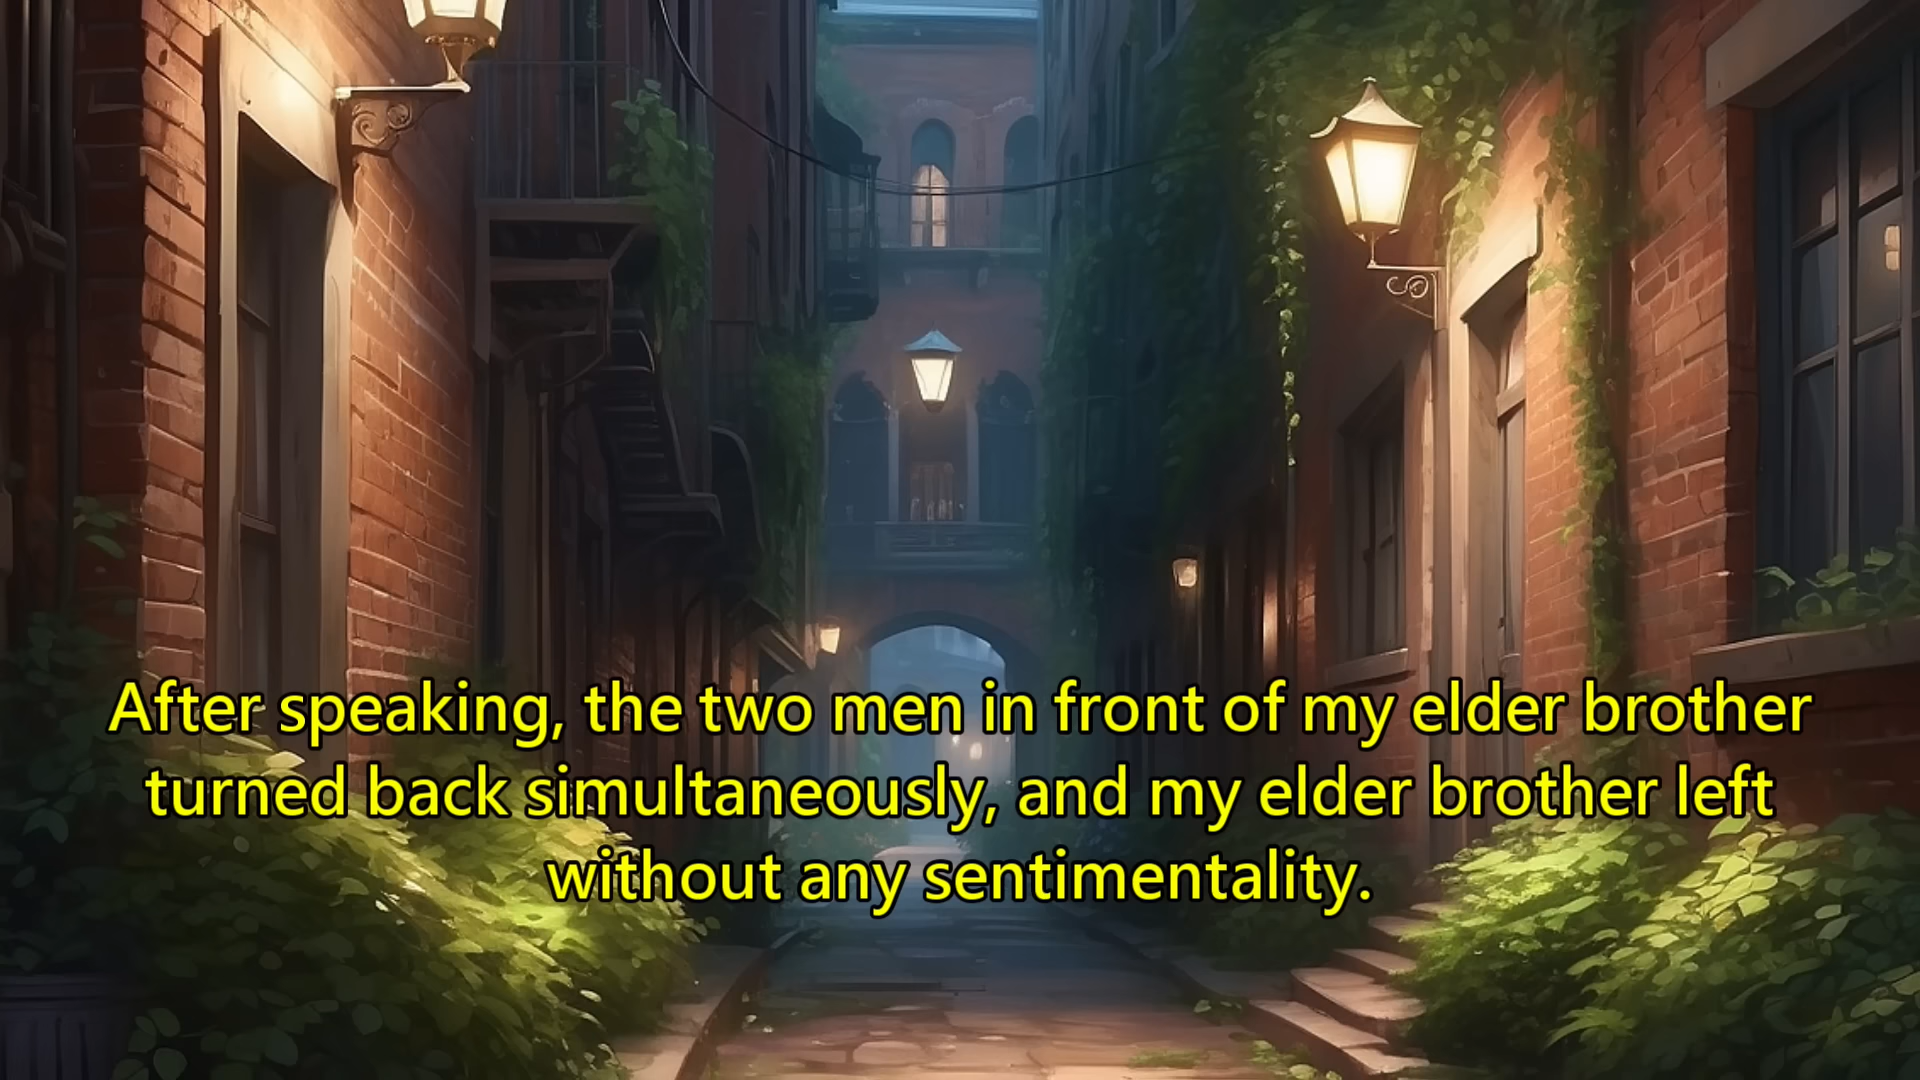 After speaking, the two men in front of my elder brother
turned back simultaneously, and my elder brother left
without any sentimentality.